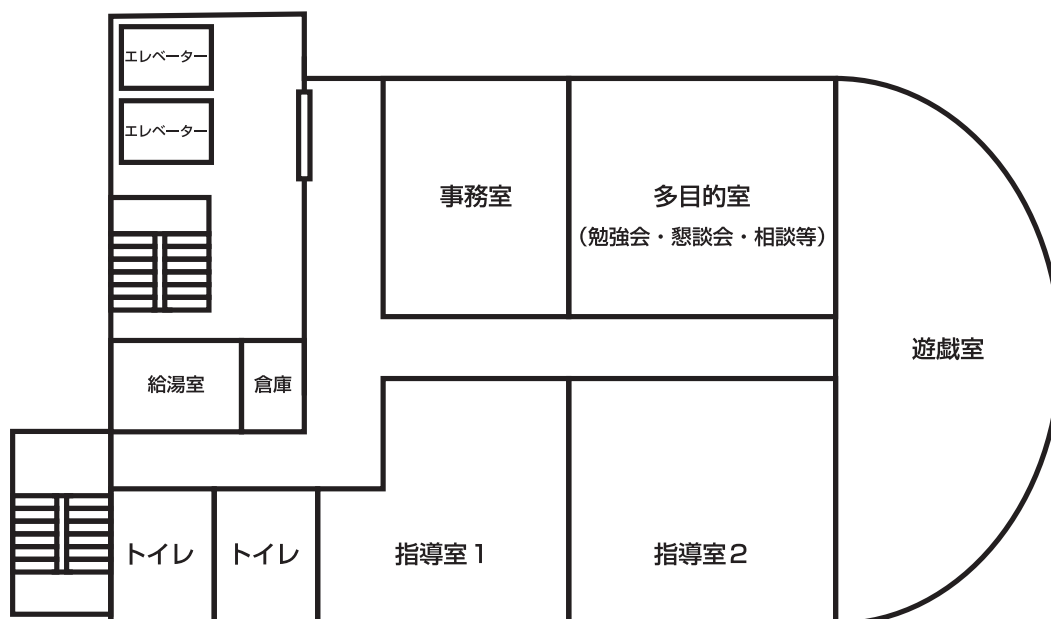 エレベーター
エレベーター
事務室
多目的室
（勉強会・懇談会・相談等）
遊戯室
給湯室
倉庫
トイレ
トイレ
指導室1
指導室2